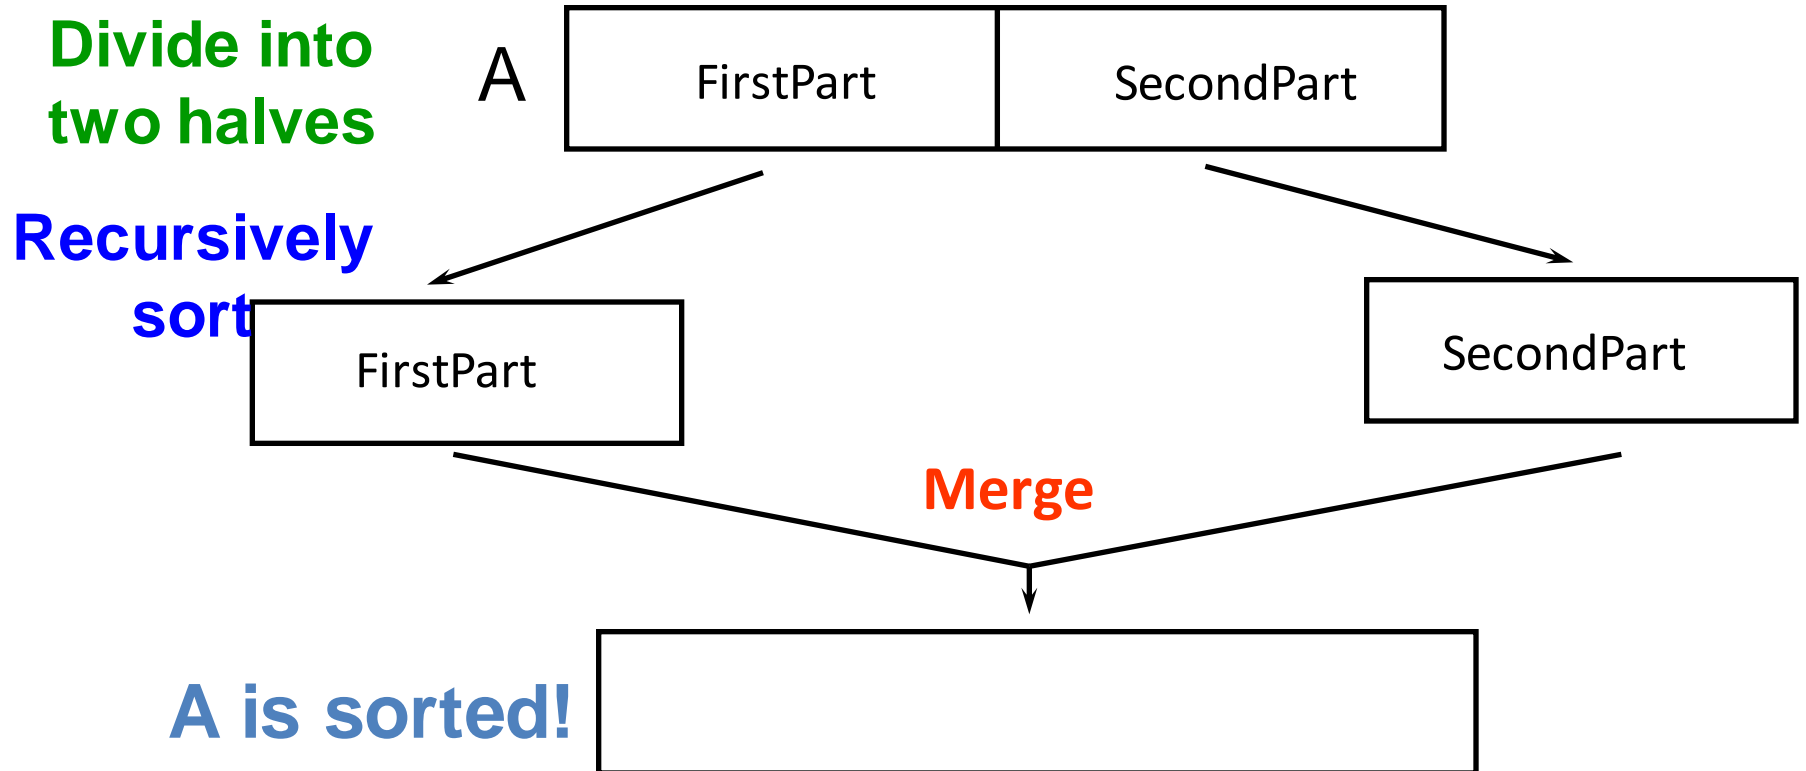 Divide into
two halves
A
FirstPart
SecondPart
Recursively
sort
FirstPart
SecondPart
Merge
A is sorted!